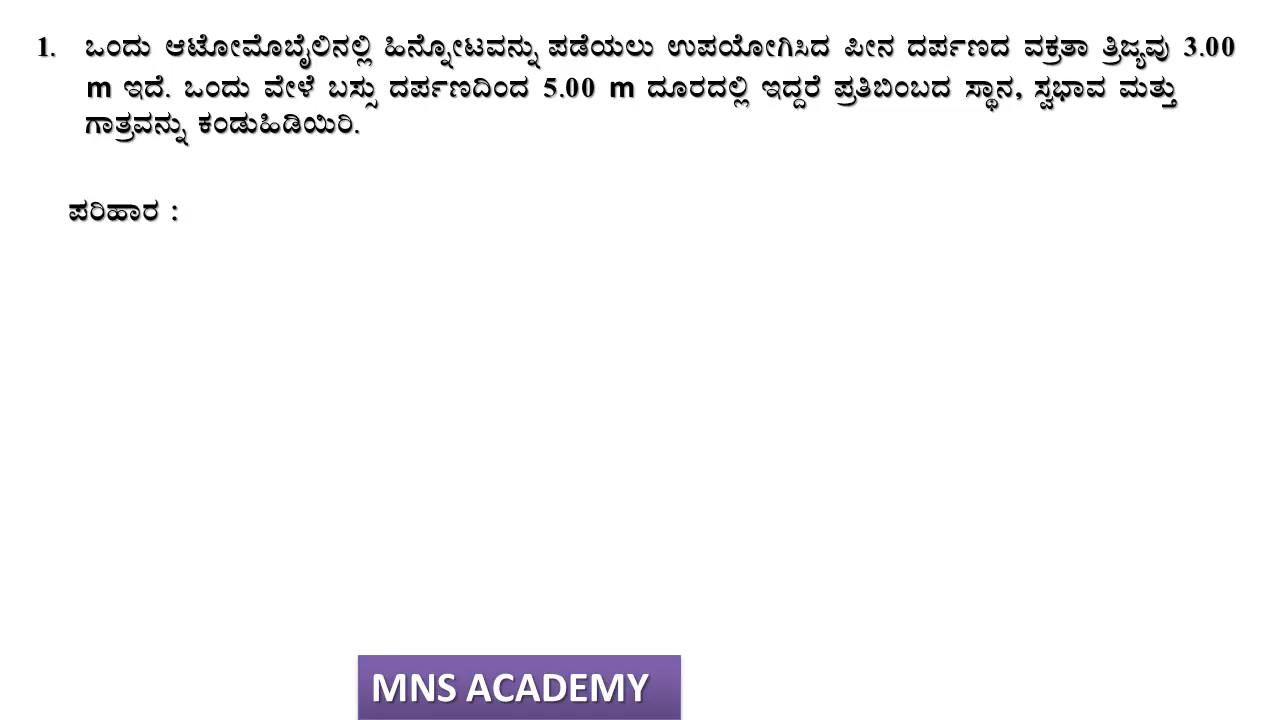 1. ಒಂದು ಆಟೋಮೊಬೈಲಿನಲ್ಲಿ ಹಿನ್ನೋಟವನ್ನು ಪಡೆಯಲು ಉಪಯೋಗಿಸಿದ ಪೀನ ದರ್ಪಣದ ವಕ್ರತಾ ತ್ರಿಜ್ಯವು 3.00
m ಇದೆ. ಒಂದು ವೇಳೆ ಬಸ್ಸು ದರ್ಪಣದಿಂದ 5.00 m ದೂರದಲ್ಲಿ ಇದ್ದರೆ ಪ್ರತಿಬಿಂಬದ ಸ್ಥಾನ, ಸ್ವಭಾವ ಮತ್ತು
ಗಾತ್ರವನ್ನು ಕಂಡುಹಿಡಿಯಿರಿ.
ಪರಿಹಾರ :
MNS ACADEMY